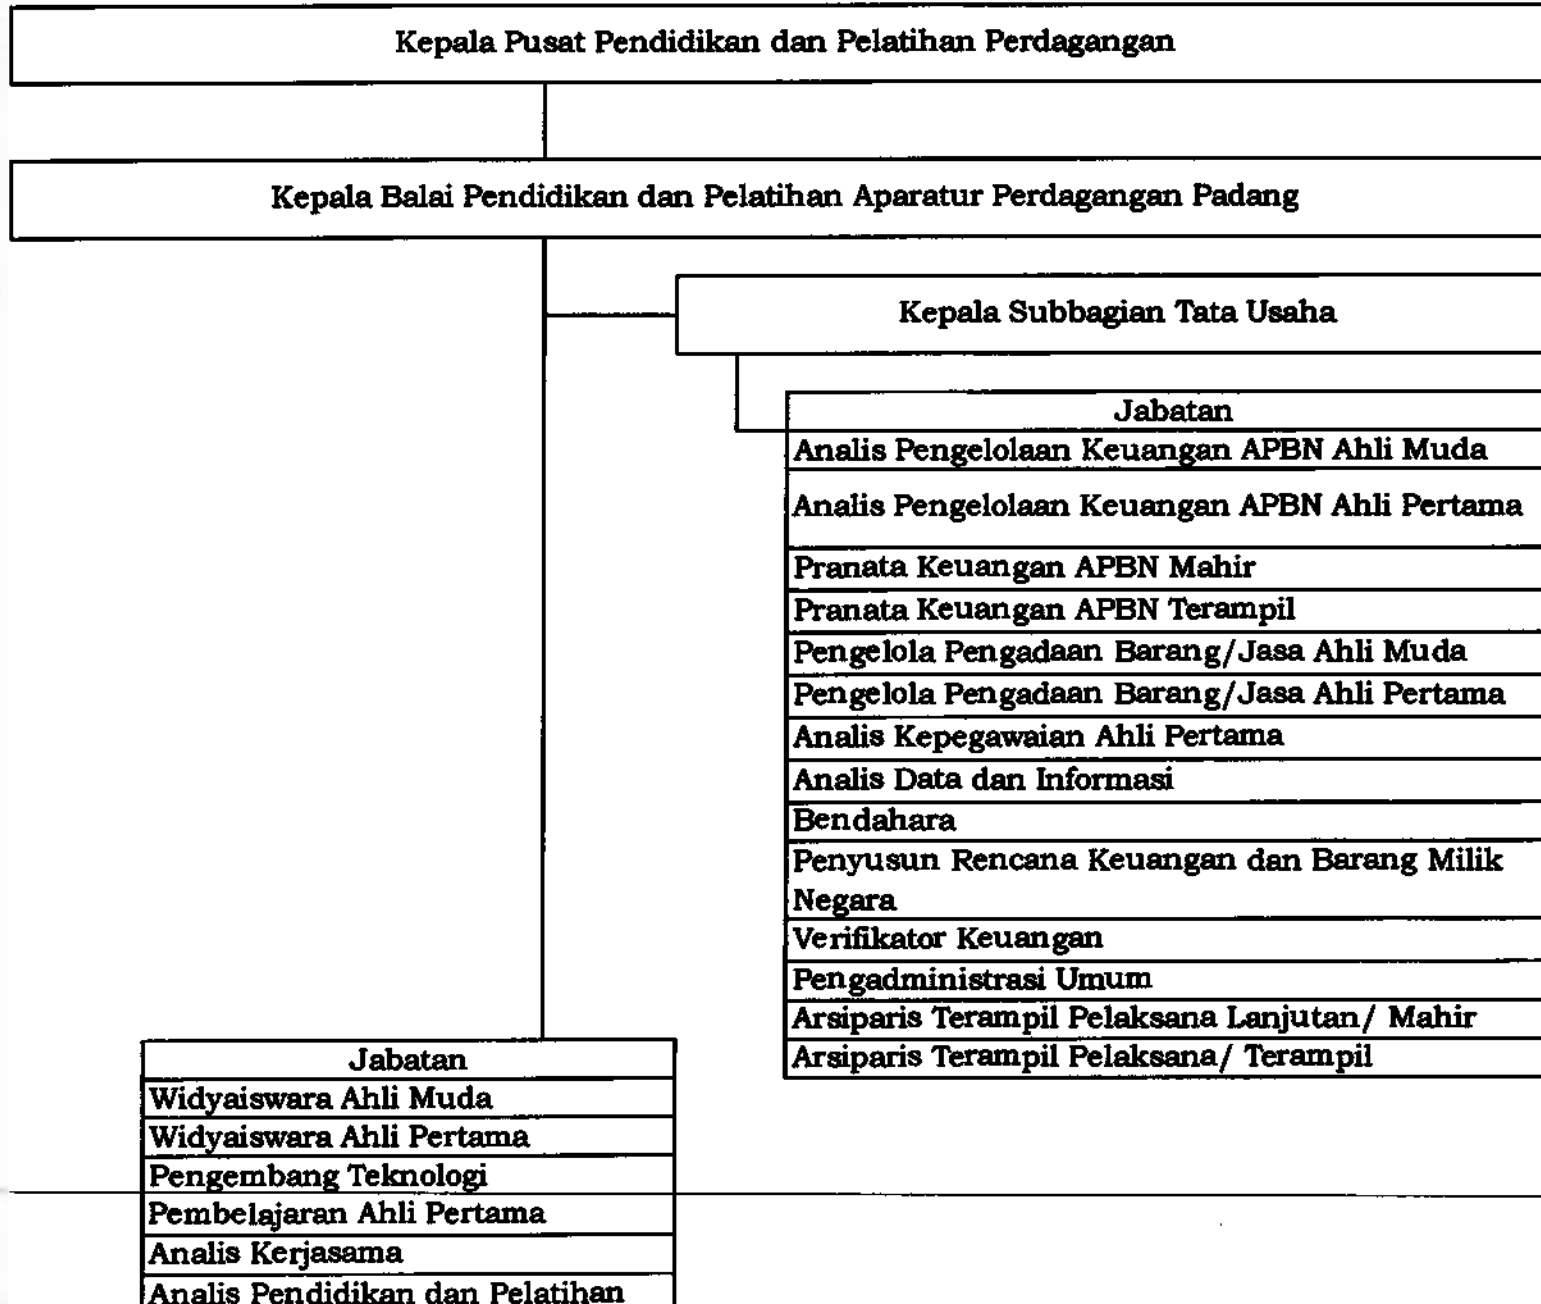 Kepala Pusat Pendidikan dan Pelatihan Perdagangan
Kepala Balai Pendidikan dan Pelatihan Aparatur Perdagangan Padang
Kepala Subbagian Tata Usaha
Jabatan
Analis Pengelolaan Keuangan APBN Ahli Muda
Analis Pengelolaan Keuangan APBN Ahli Pertama
Pranata Keuangan APBN Mahir
Pranata Keuangan APBN Terampil
Pengelola Pengadaan Barang/Jasa Ahli Muda
Pengelola Pengadaan Barang/Jasa Ahli Pertama
Analis Kepegawaian Ahli Pertama
Analis Data dan Informasi
Bendahara
Penyusun Rencana Keuangan dan Barang Milik
Negara
Verifikator Keuangan
Pengadministrasi Umum
Arsiparis Terampil Pelaksana Lanjutan/ Mahir
Arsiparis Terampil Pelaksana/ Terampil
Jabatan
Widyaiswara Ahli Muda
Widyaiswara Ahli Pertama
Pengembang Teknologi
Pembelajaran Ahli Pertama
Analis Kerjasama
Analis Pendidikan dan Pelatihan